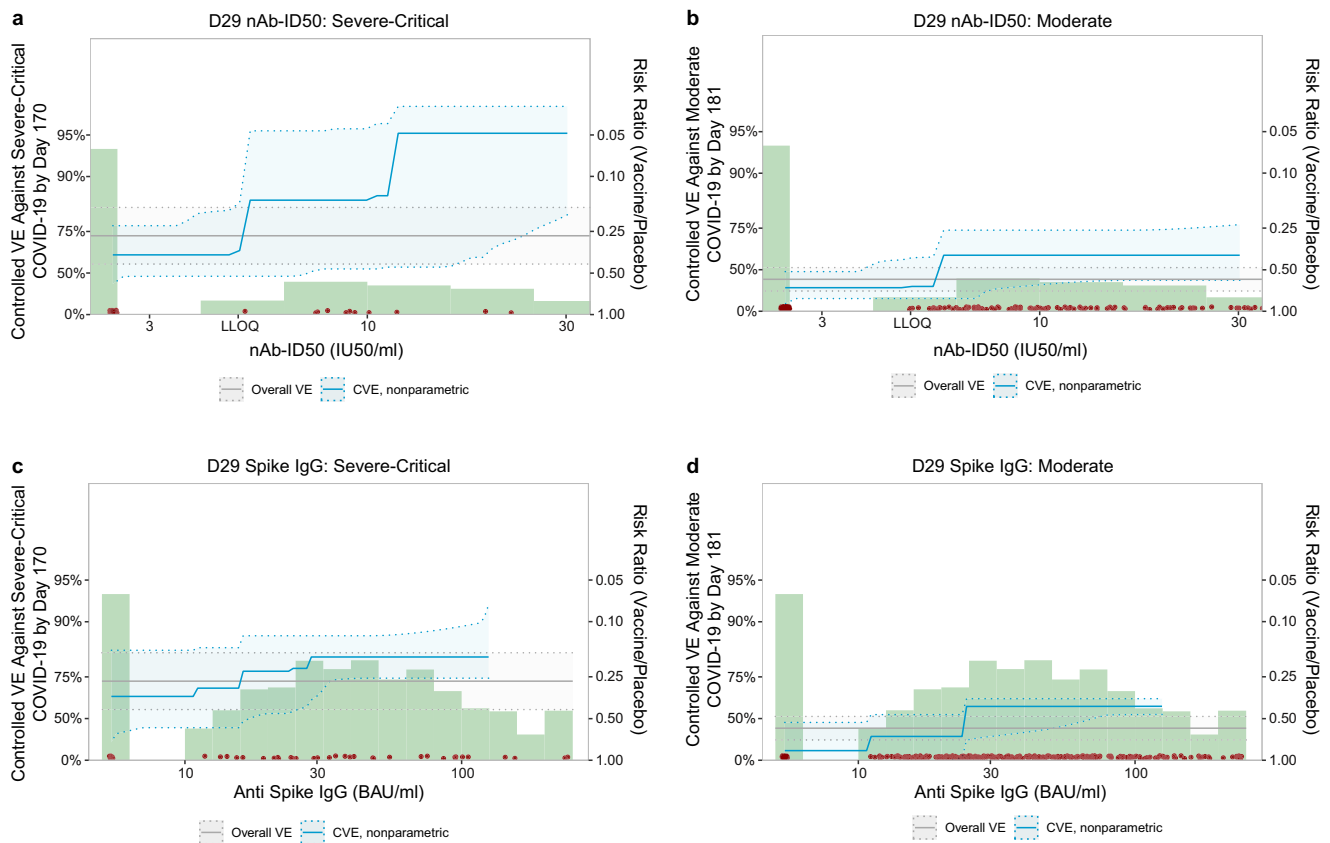 a
D29 nAb-ID50: Severe-Critical
Controlled VE Against Severe-Critical
COVID-19 by Day 170
95%
90%
75%
50%
0%
0.05
0.10
0.25
0.50
1.00
Risk Ratio (Vaccine/Placebo)
3
LLOQ
10
30
nAb-ID50 (IU50/ml)
Overall VE
CVE, nonparametric
b
D29 nAb-ID50: Moderate
Controlled VE Against Moderate
COVID-19 by Day 181
95%
90%
75%
50%
0%
0.05
0.10
0.25
0.50
1.00
Risk Ratio (Vaccine/Placebo)
3
LLOQ
10
30
nAb-ID50 (IU50/ml)
Overall VE
CVE, nonparametric
c
D29 Spike IgG: Severe-Critical
Controlled VE Against Severe-Critical
COVID-19 by Day 170
95%
90%
75%
50%
0%
0.05
0.10
0.25
0.50
1.00
Risk Ratio (Vaccine/Placebo)
10
30
100
Anti Spike IgG (BAU/ml)
Overall VE
CVE, nonparametric
d
D29 Spike IgG: Moderate
Controlled VE Against Moderate
COVID-19 by Day 181
95%
90%
75%
50%
0%
0.05
0.10
0.25
0.50
1.00
Risk Ratio (Vaccine/Placebo)
10
30
100
Anti Spike IgG (BAU/ml)
Overall VE
CVE, nonparametric